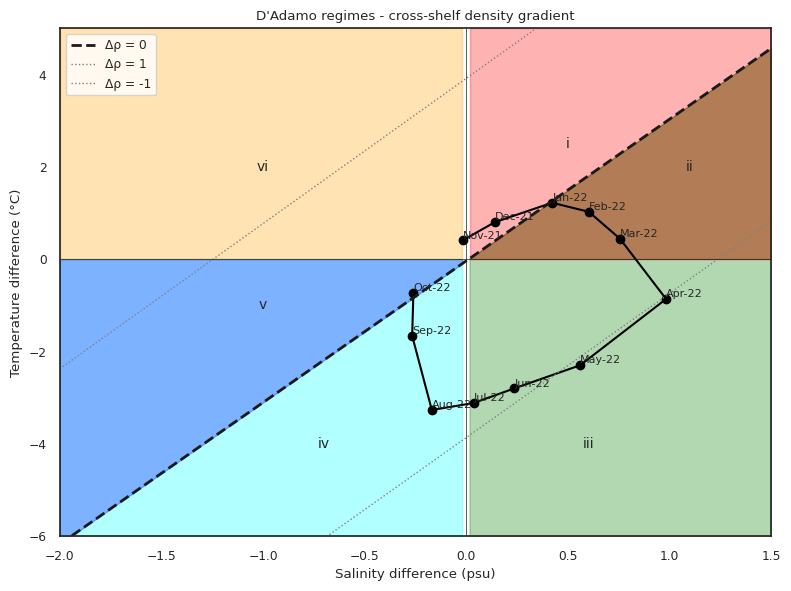 D'Adamo regimes - cross-shelf density gradient
Δρ = 0
Δρ = 1
Δρ = -1
vi
i
ii
v
iv
iii
Nov-21
Dec-21
Jan-22
Feb-22
Mar-22
Apr-22
May-22
Jun-22
Jul-22
Aug-22
Sep-22
Oct-22
4
2
0
−2
−4
−6
Temperature difference (°C)
−2.0
−1.5
−1.0
−0.5
0.0
0.5
1.0
1.5
Salinity difference (psu)